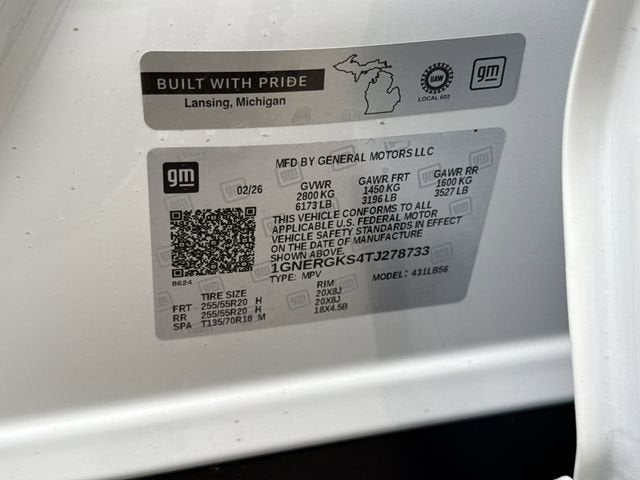 BUILT WITH PRIDE
Lansing, Michigan
UAW
LOCAL 602
gm
gm
MFD BY GENERAL MOTORS LLC
02/26
GVWR GAWR FRT GAWR RR
2800 KG 1450 KG 1600 KG
6173 LB 3196 LB 3527 LB
THIS VEHICLE CONFORMS TO ALL
APPLICABLE U.S. FEDERAL MOTOR
VEHICLE SAFETY STANDARDS IN EFFECT
ON THE DATE OF MANUFACTURE
1GNERGKS4TJ278733
TYPE: MPV MODEL: 431LB56
8624
TIRE SIZE RIM
FRT 255/55R20 H 20X8J
RR 255/55R20 H 20X8J
SPA T135/70R18 M 18X4.5B